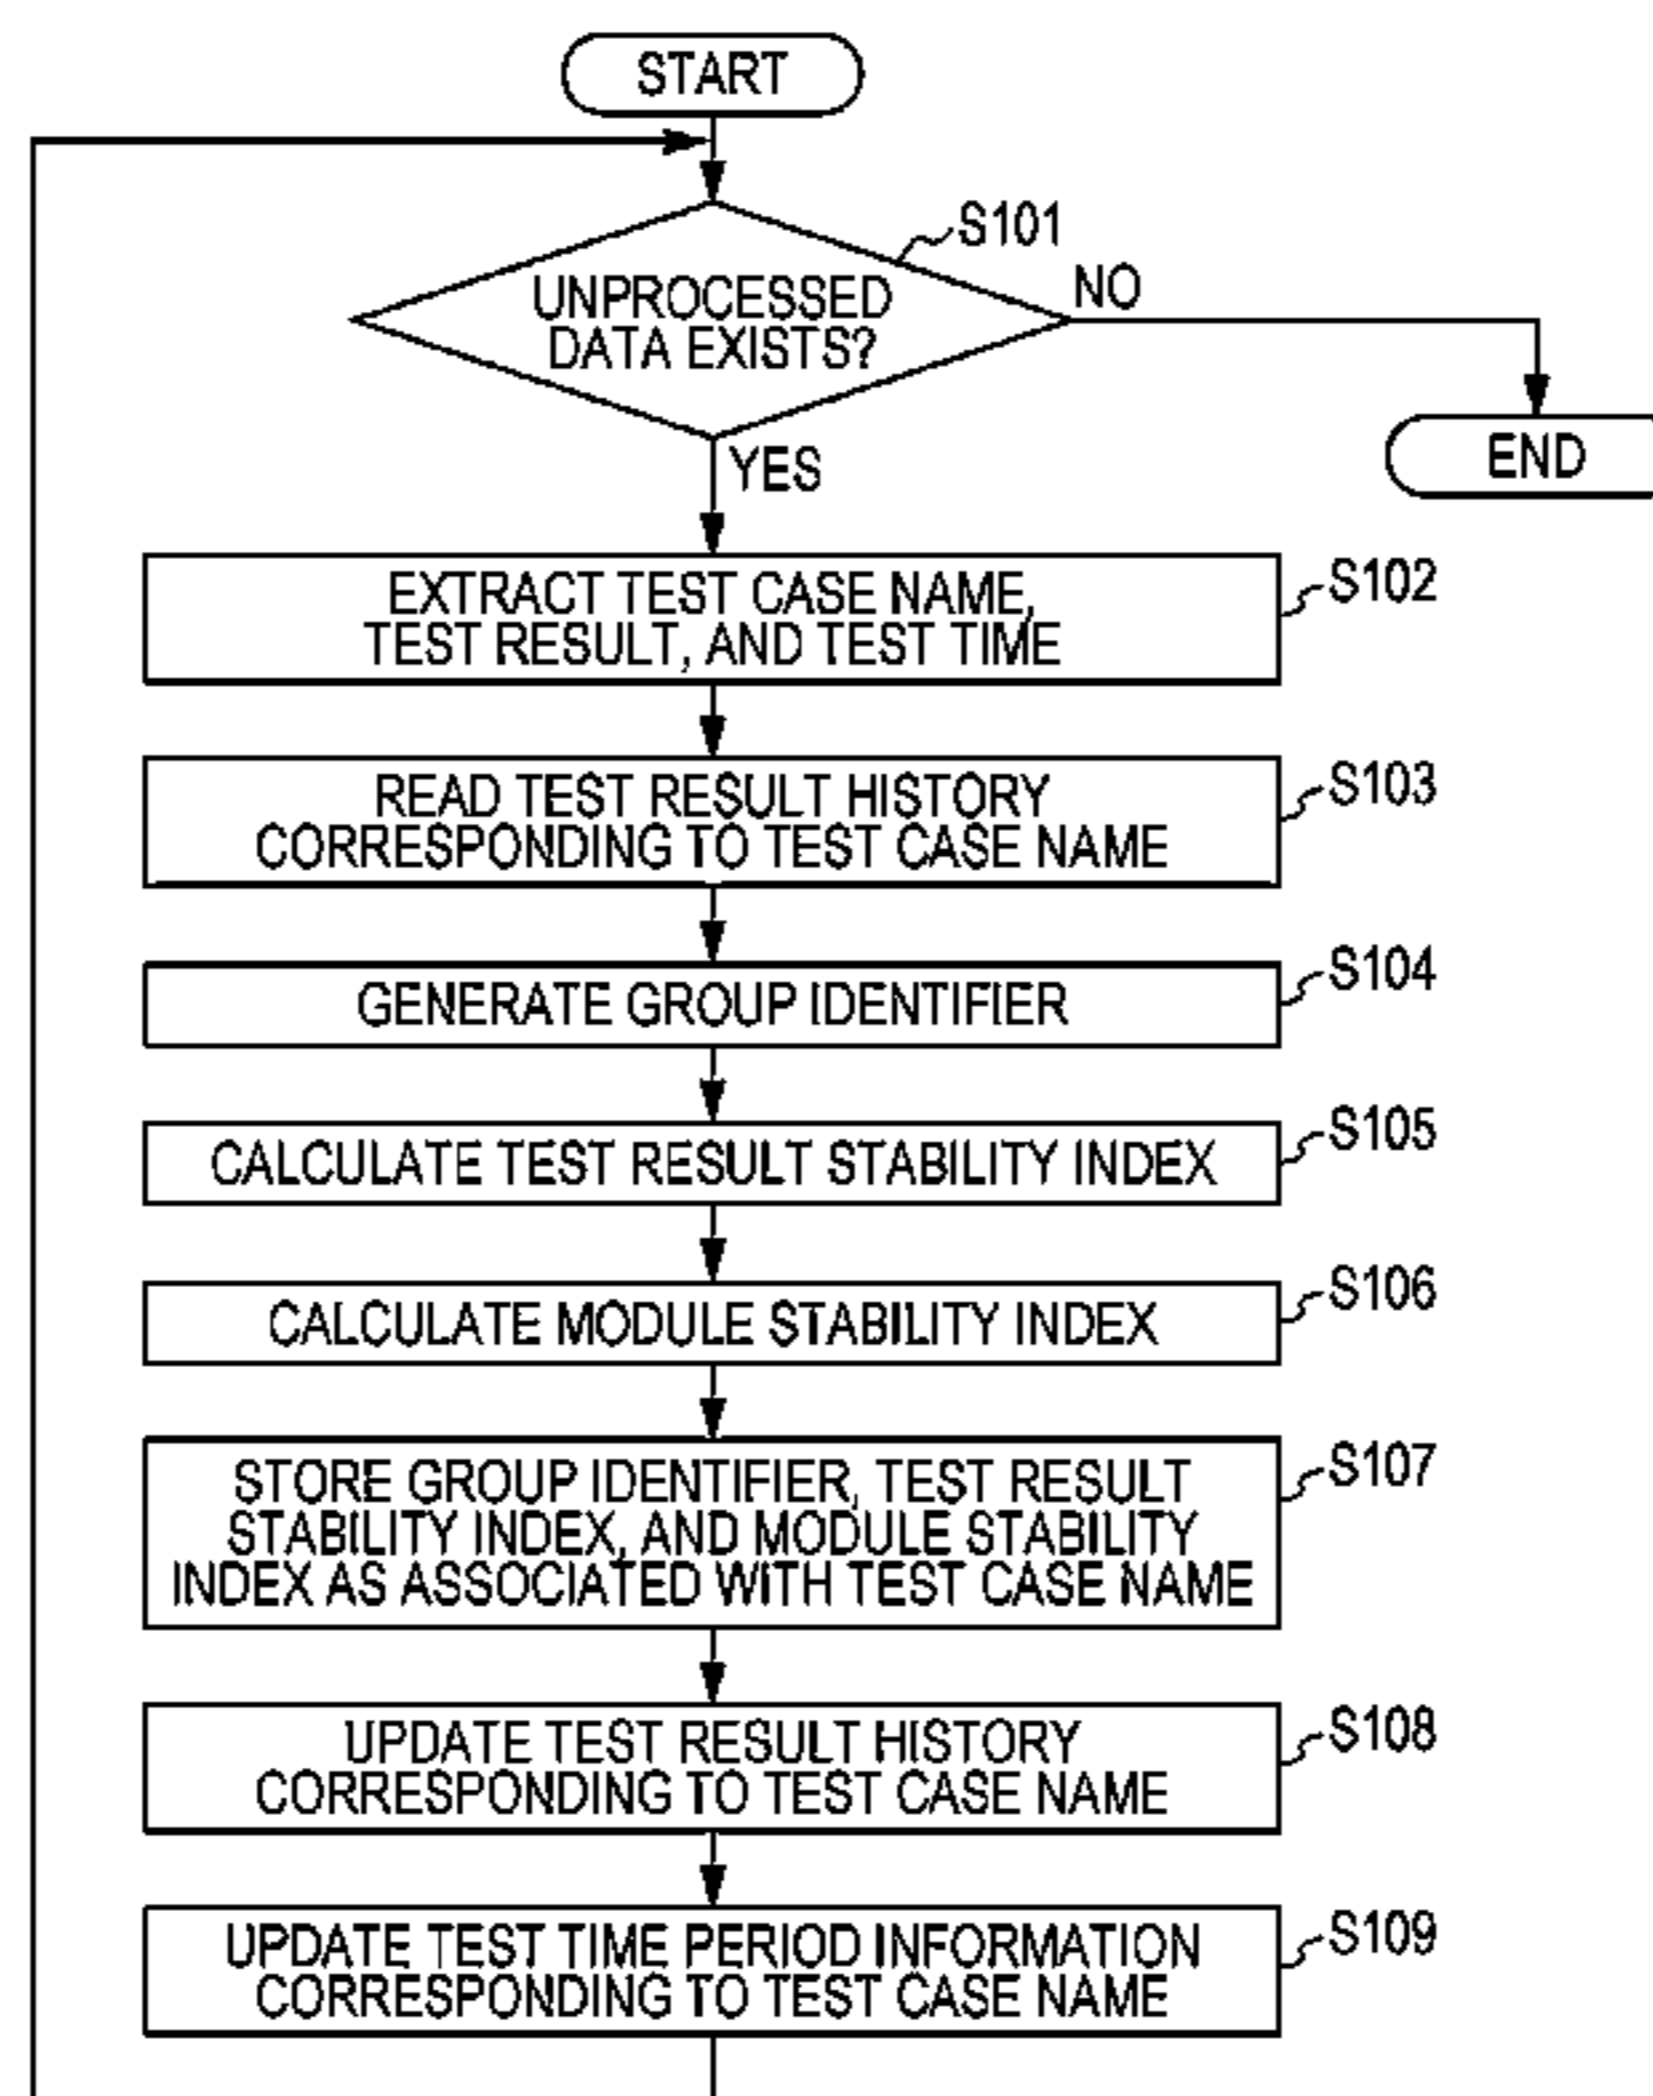 START
S101
UNPROCESSED
DATA EXISTS?
NO
END
YES
EXTRACT TEST CASE NAME,
TEST RESULT, AND TEST TIME
S102
READ TEST RESULT HISTORY
CORRESPONDING TO TEST CASE NAME
S103
GENERATE GROUP IDENTIFIER
S104
CALCULATE TEST RESULT STABILITY INDEX
S105
CALCULATE MODULE STABILITY INDEX
S106
STORE GROUP IDENTIFIER, TEST RESULT
STABILITY INDEX, AND MODULE STABILITY
INDEX AS ASSOCIATED WITH TEST CASE NAME
S107
UPDATE TEST RESULT HISTORY
CORRESPONDING TO TEST CASE NAME
S108
UPDATE TEST TIME PERIOD INFORMATION
CORRESPONDING TO TEST CASE NAME
S109